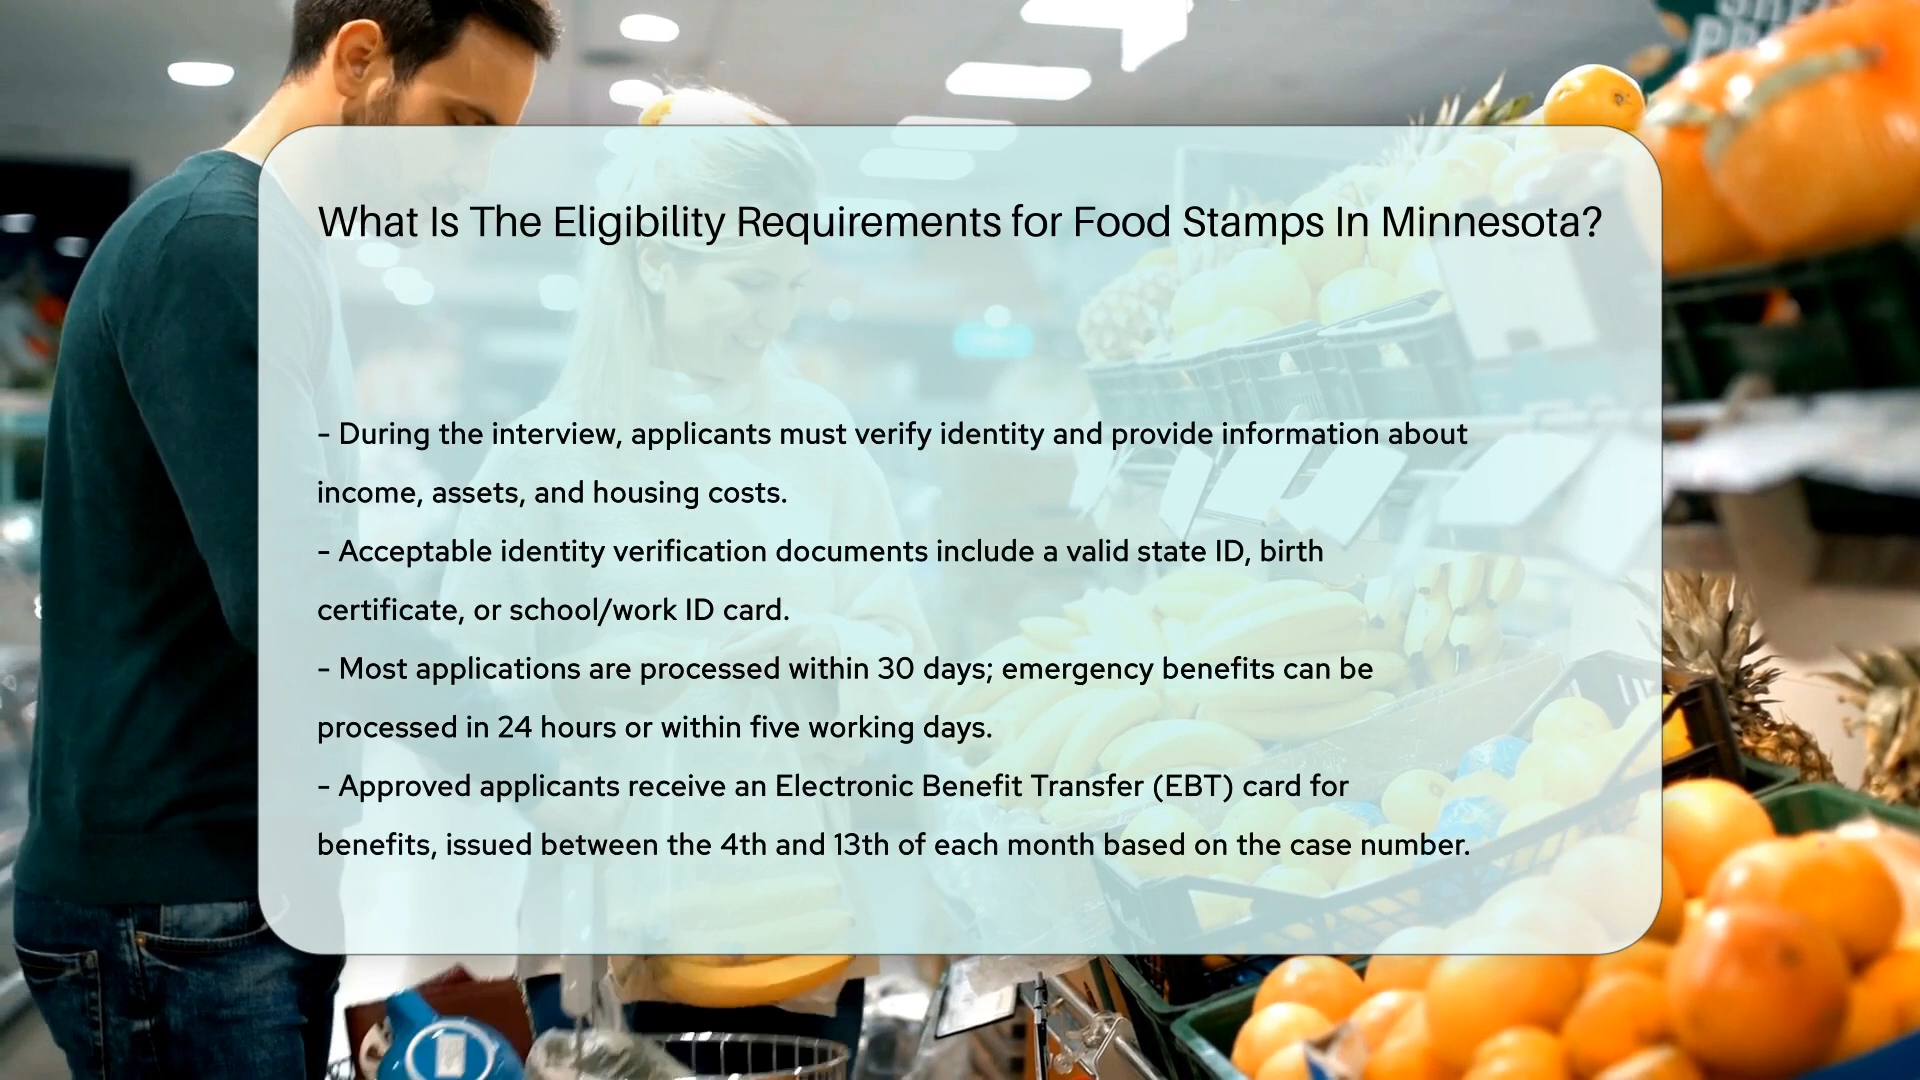 What Is The Eligibility Requirements for Food Stamps In Minnesota?
- During the interview, applicants must verify identity and provide information about
income, assets, and housing costs.
- Acceptable identity verification documents include a valid state ID, birth
certificate, or school/work ID card.
- Most applications are processed within 30 days; emergency benefits can be
processed in 24 hours or within five working days.
- Approved applicants receive an Electronic Benefit Transfer (EBT) card for
benefits, issued between the 4th and 13th of each month based on the case number.